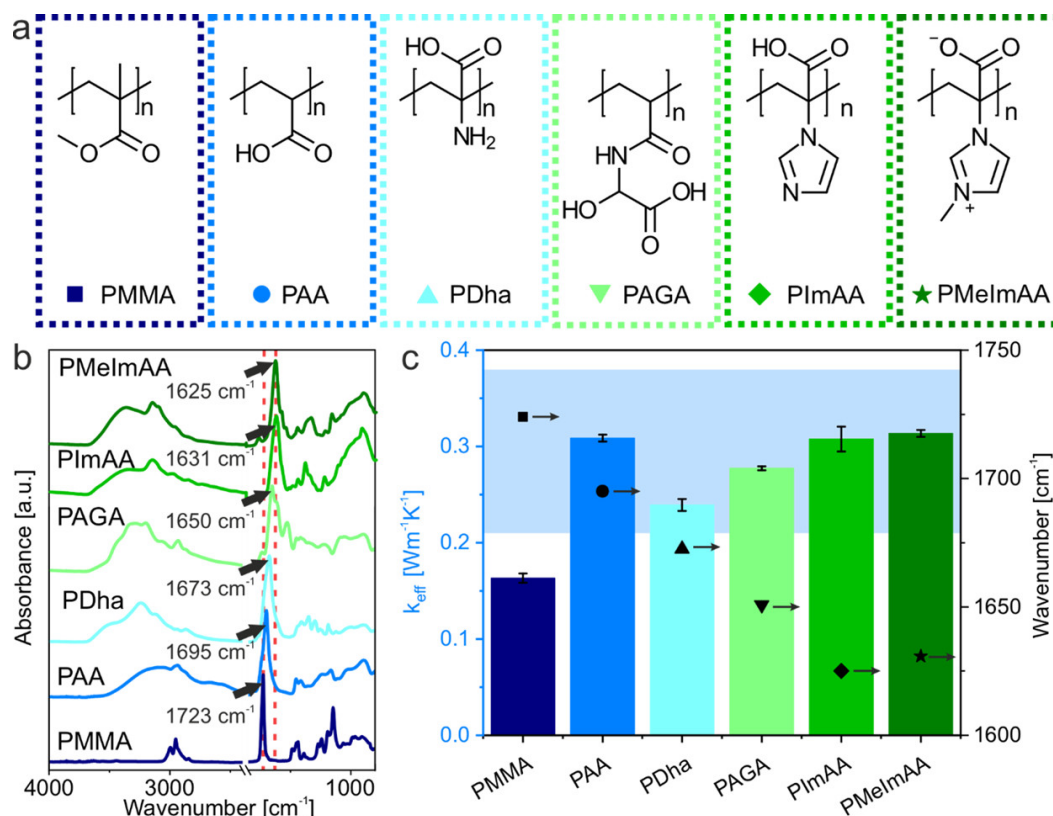 a
n
O
O
n
HO
O
HO
O
n
NH₂
n
HN
O
HO
OH
O
HO
O
n
N
N
⁻O
O
n
N
N
+
PMMA
PAA
PDha
PAGA
PImAA
PMeImAA
b
Absorbance [a.u.]
PMeImAA
1625 cm⁻¹
PImAA
1631 cm⁻¹
PAGA
1650 cm⁻¹
PDha
1673 cm⁻¹
PAA
1695 cm⁻¹
PMMA
1723 cm⁻¹
4000
3000
1000
Wavenumber [cm⁻¹]
c
k_eff [Wm⁻¹K⁻¹]
0.4
0.3
0.2
0.1
0.0
PMMA
PAA
PDha
PAGA
PImAA
PMeImAA
1750
1700
1650
1600
Wavenumber [cm⁻¹]